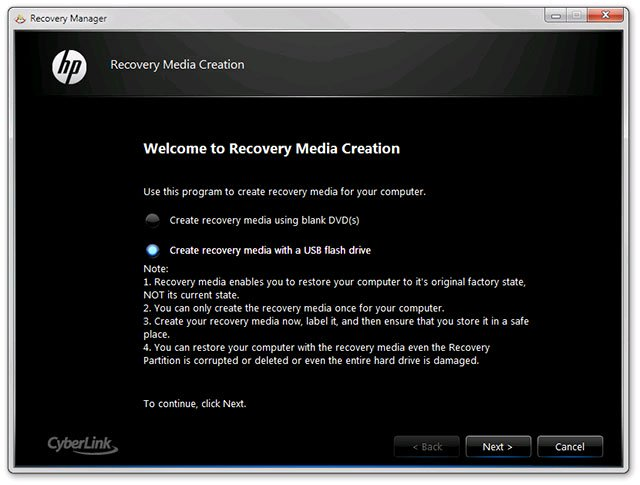 Recovery Manager
hp
Recovery Media Creation
Welcome to Recovery Media Creation
Use this program to create recovery media for your computer.
Create recovery media using blank DVD(s)
Create recovery media with a USB flash drive
Note:
1. Recovery media enables you to restore your computer to it's original factory state,
NOT its current state.
2. You can only create the recovery media once for your computer.
3. Create your recovery media now, label it, and then ensure that you store it in a safe
place.
4. You can restore your computer with the recovery media even the Recovery
Partition is corrupted or deleted or even the entire hard drive is damaged.
To continue, click Next.
CyberLink
< Back
Next >
Cancel